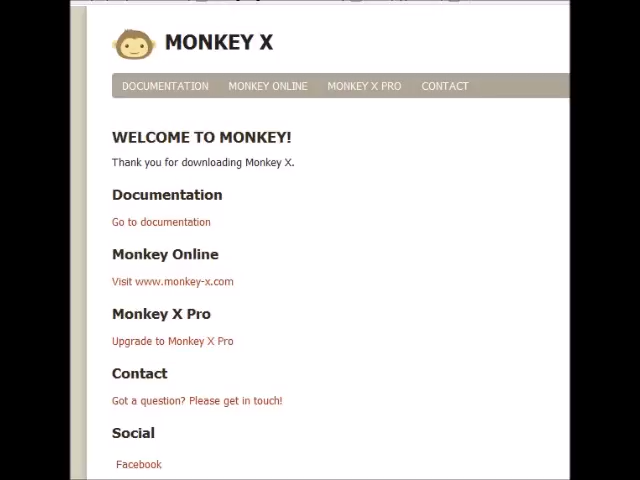 MONKEY X
DOCUMENTATION MONKEY ONLINE MONKEY X PRO CONTACT
WELCOME TO MONKEY!
Thank you for downloading Monkey X.
Documentation
Go to documentation
Monkey Online
Visit www.monkey-x.com
Monkey X Pro
Upgrade to Monkey X Pro
Contact
Got a question? Please get in touch!
Social
Facebook